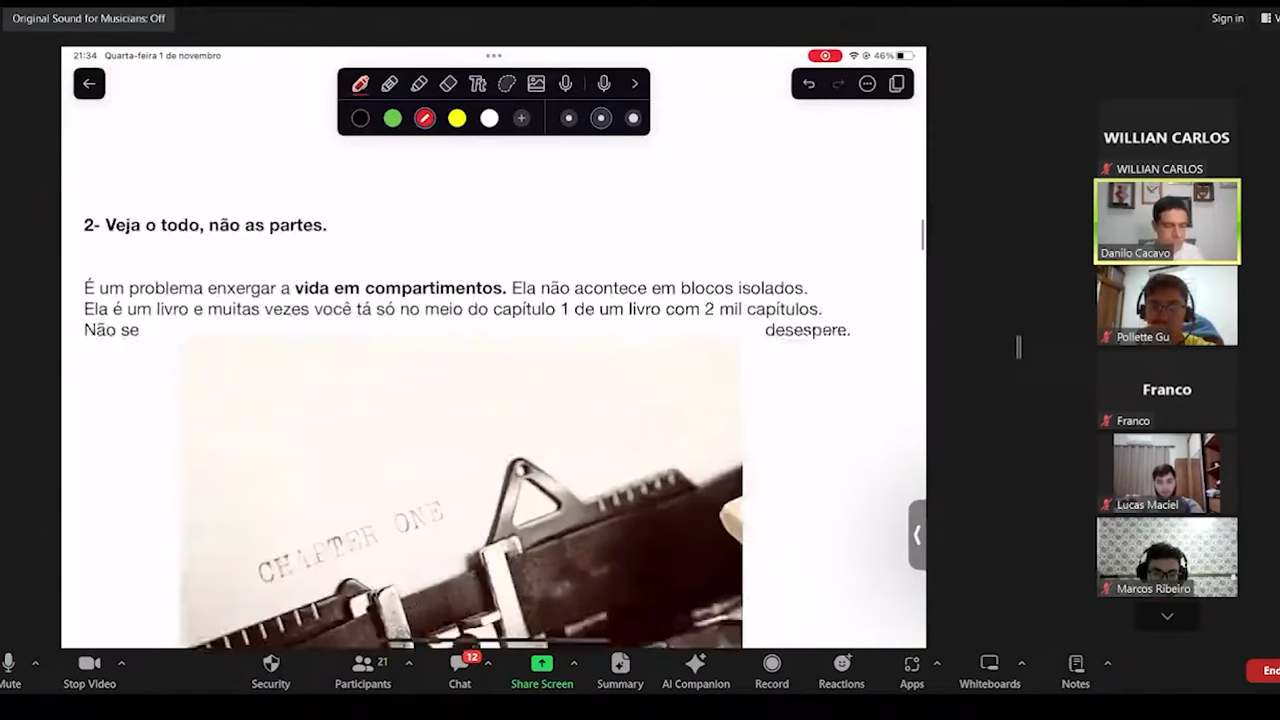 Original Sound for Musicians: Off
Sign in
21:34 Quarta-feira 1 de novembro
46%
2- Veja o todo, não as partes.
É um problema enxergar a vida em compartimentos. Ela não acontece em blocos isolados.
Ela é um livro e muitas vezes você tá só no meio do capítulo 1 de um livro com 2 mil capítulos.
Não se desespere.
CHAPTER ONE
WILLIAN CARLOS
WILLIAN CARLOS
Danilo Cacavo
Pollette Gu
Franco
Franco
Lucas Maciel
Marcos Ribeiro
Mute
Stop Video
Security
21
Participants
12
Chat
Share Screen
Summary
AI Companion
Record
Reactions
Apps
Whiteboards
Notes